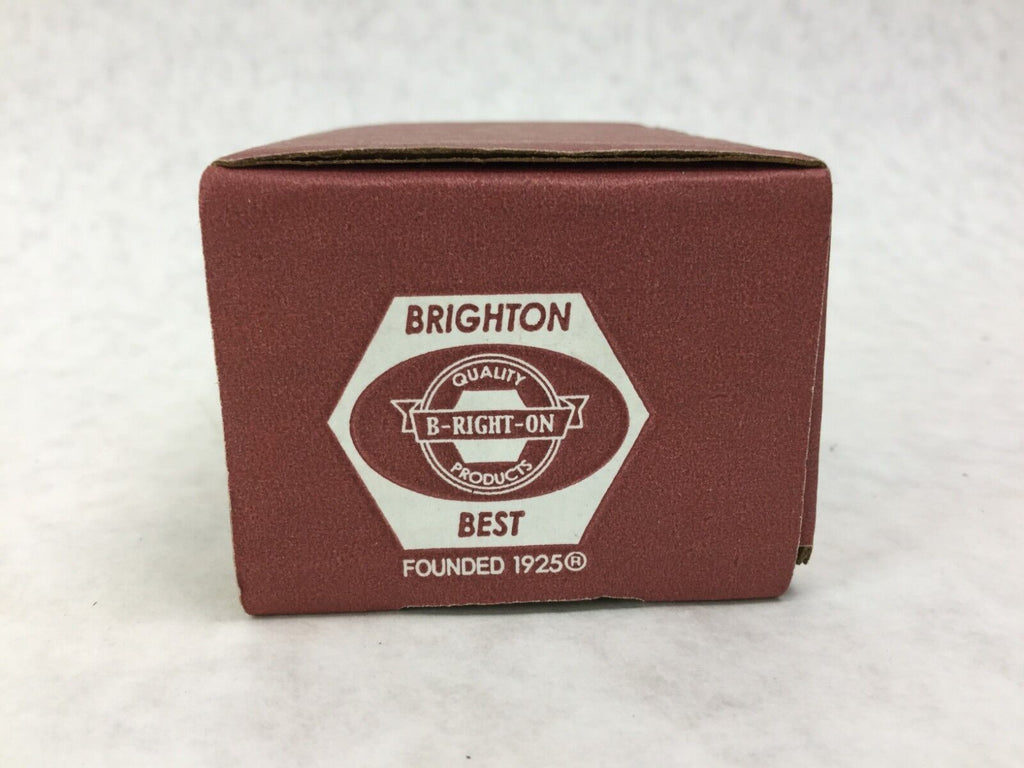 BRIGHTON
QUALITY
B-RIGHT-ON
PRODUCTS
BEST
FOUNDED 1925®